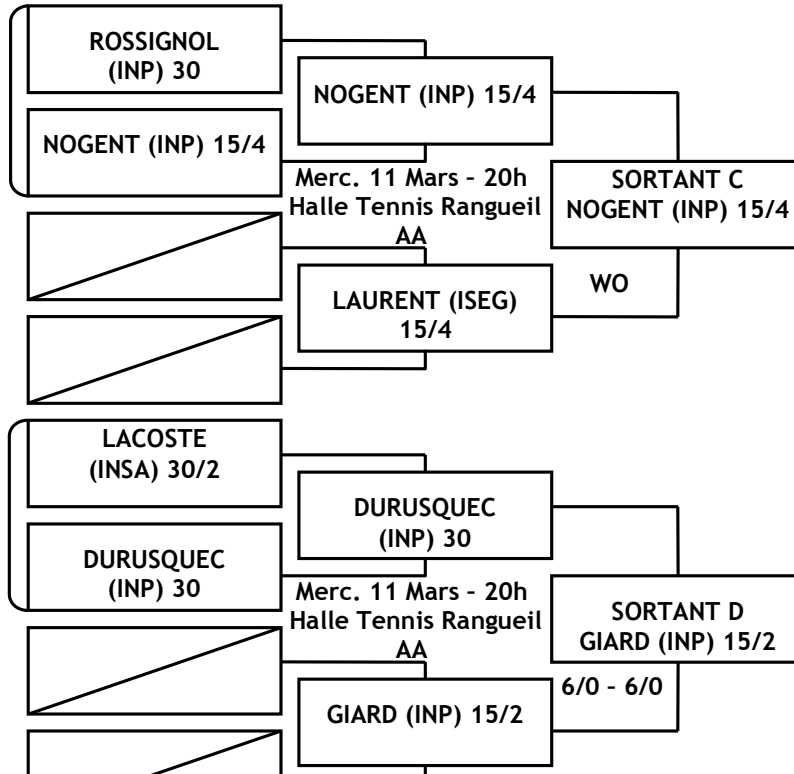 ROSSIGNOL
(INP) 30
NOGENT (INP) 15/4
NOGENT (INP) 15/4
Merc. 11 Mars - 20h
Halle Tennis Rangueil
AA
SORTANT C
NOGENT (INP) 15/4
LAURENT (ISEG)
15/4
WO
LACOSTE
(INSA) 30/2
DURUSQUEC
(INP) 30
DURUSQUEC
(INP) 30
Merc. 11 Mars - 20h
Halle Tennis Rangueil
AA
SORTANT D
GIARD (INP) 15/2
GIARD (INP) 15/2
6/0 - 6/0